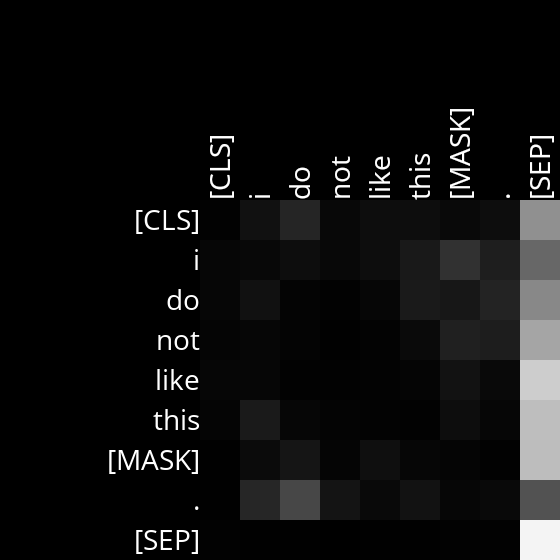 [CLS] i do not like this [MASK] . [SEP]
[CLS]
i
do
not
like
this
[MASK]
.
[SEP]